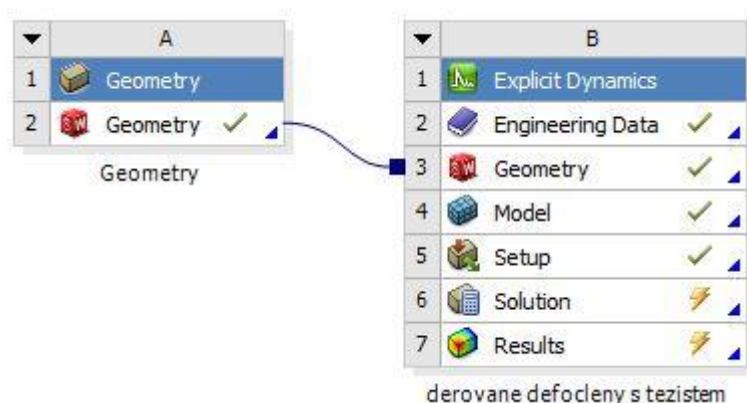 A
1 Geometry
2 Geometry
Geometry
B
1 Explicit Dynamics
2 Engineering Data
3 Geometry
4 Model
5 Setup
6 Solution
7 Results
derovane defocleny s tezistem